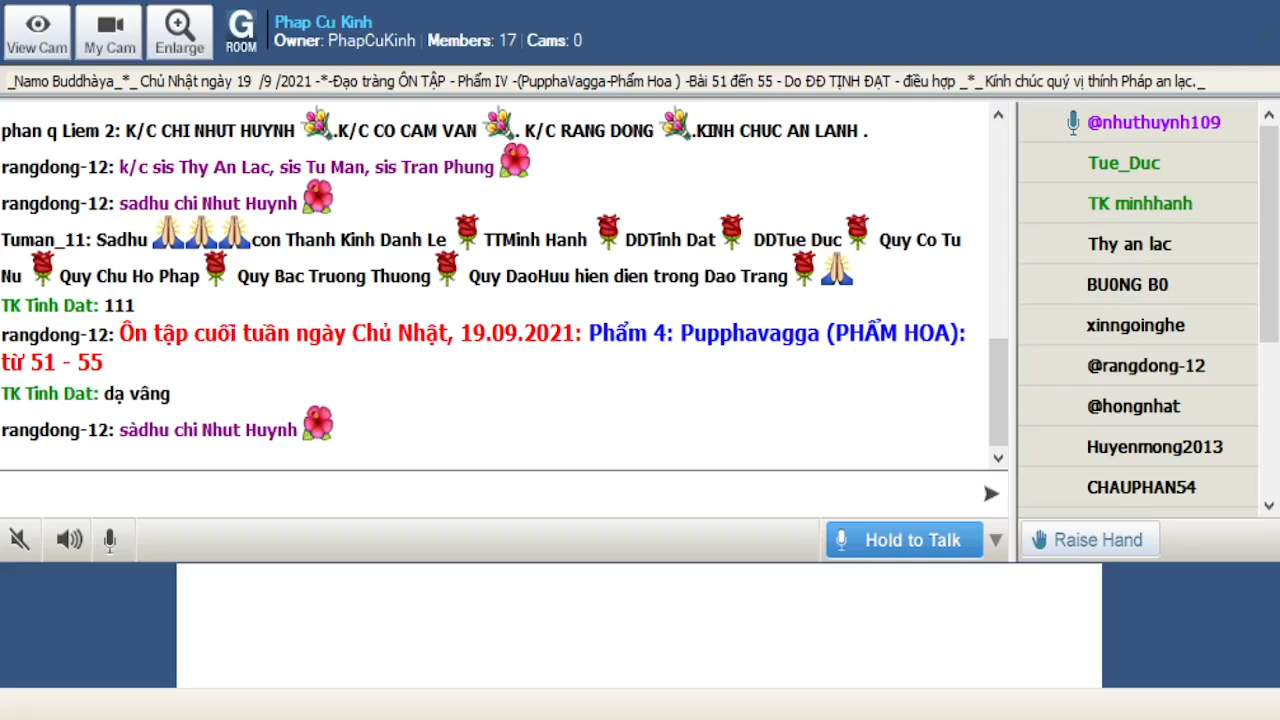 View Cam
My Cam
Enlarge
G
ROOM
Phap Cu Kinh
Owner: PhapCuKinh | Members: 17 | Cams: 0
_Namo Buddhàya_*_ Chủ Nhật ngày 19 /9 /2021 -*-Đạo tràng ÔN TẬP - Phẩm IV -(PupphaVagga-Phẩm Hoa ) -Bài 51 đến 55 - Do ĐĐ TỊNH ĐẠT - điều hợp _*_ Kính chúc quý vị thính Pháp an lạc._
phan q Liem 2: K/C CHI NHUT HUYNH .K/C CO CAM VAN . K/C RANG DONG .KINH CHUC AN LANH .
rangdong-12: k/c sis Thy An Lac, sis Tu Man, sis Tran Phung
rangdong-12: sadhu chi Nhut Huynh
Tuman_11: Sadhu con Thanh Kinh Danh Le TTMinh Hanh DDTinh Dat DDTue Duc Quy Co Tu
Nu Quy Chu Ho Phap Quy Bac Truong Thuong Quy DaoHuu hien dien trong Dao Trang
TK Tinh Dat: 111
rangdong-12: Ôn tập cuối tuần ngày Chủ Nhật, 19.09.2021: Phẩm 4: Pupphavagga (PHẨM HOA):
từ 51 - 55
TK Tinh Dat: dạ vâng
rangdong-12: sàdhu chi Nhut Huynh
@nhuthuynh109
Tue_Duc
TK minhhanh
Thy an lac
BU0NG B0
xinngoinghe
@rangdong-12
@hongnhat
Huyenmong2013
CHAUPHAN54
Hold to Talk
Raise Hand